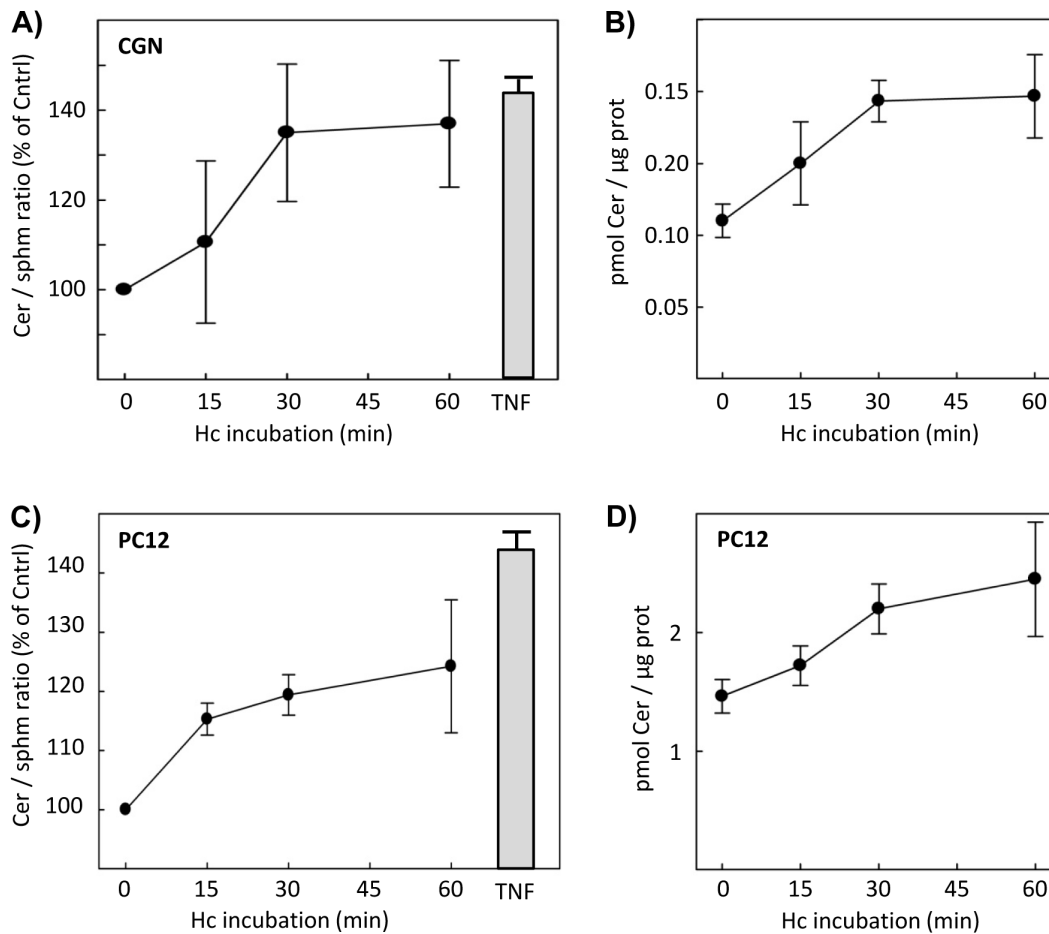 A)
CGN
Cer / sphm ratio (% of Cntrl)
140
120
100
0 15 30 45 60 TNF
Hc incubation (min)
B)
pmol Cer / µg prot
0.15
0.20
0.10
0.05
0 15 30 45 60
Hc incubation (min)
C)
PC12
Cer / sphm ratio (% of Cntrl)
140
130
120
110
100
0 15 30 45 60 TNF
Hc incubation (min)
D)
PC12
pmol Cer / µg prot
2
1
0 15 30 45 60
Hc incubation (min)